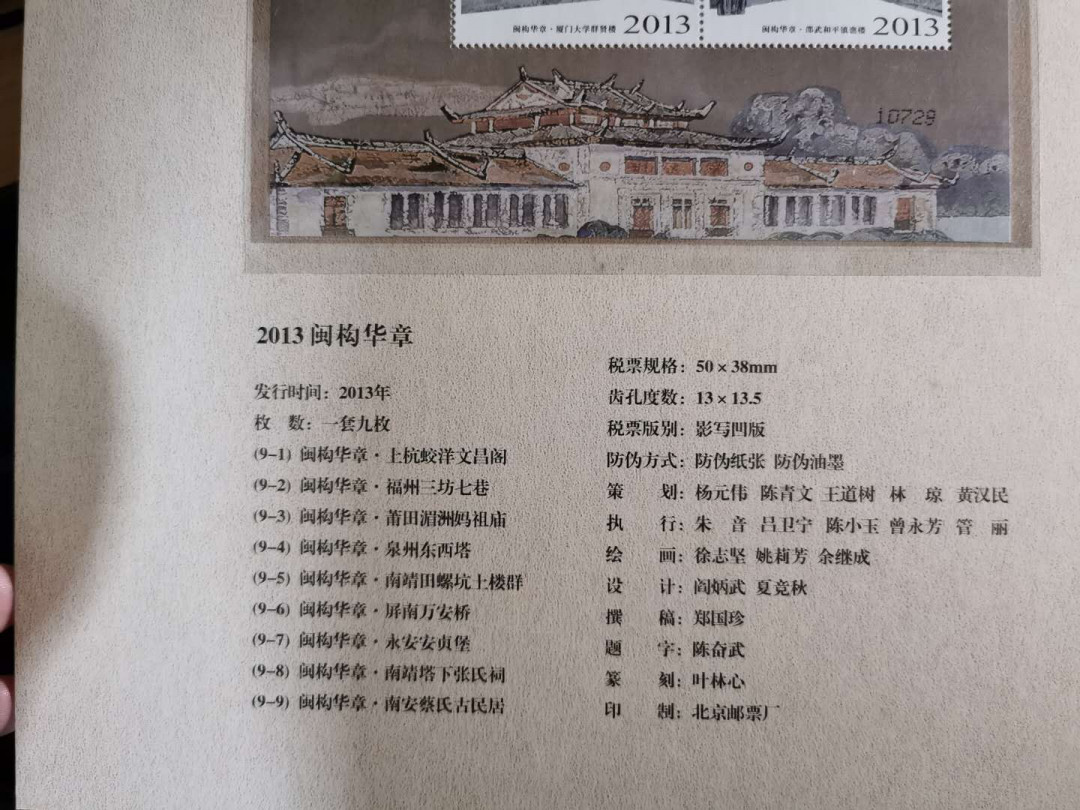 闽构华章·厦门大学群贤楼 2013
闽构华章·邵武和平镇谯楼 2013
10729
2013 闽构华章
发行时间：2013年
枚 数：一套九枚
(9-1) 闽构华章·上杭蛟洋文昌阁
(9-2) 闽构华章·福州三坊七巷
(9-3) 闽构华章·莆田湄洲妈祖庙
(9-4) 闽构华章·泉州东西塔
(9-5) 闽构华章·南靖田螺坑土楼群
(9-6) 闽构华章·屏南万安桥
(9-7) 闽构华章·永安安贞堡
(9-8) 闽构华章·南靖塔下张氏祠
(9-9) 闽构华章·南安蔡氏古民居
税票规格：50×38mm
齿孔度数：13×13.5
税票版别：影写凹版
防伪方式：防伪纸张 防伪油墨
策 划：杨元伟 陈青文 王道树 林 琼 黄汉民
执 行：朱 音 吕卫宁 陈小玉 曾永芳 管 丽
绘 画：徐志坚 姚莉芳 余继成
设 计：阎炳武 夏竞秋
撰 稿：郑国珍
题 字：陈奋武
篆 刻：叶林心
印 制：北京邮票厂